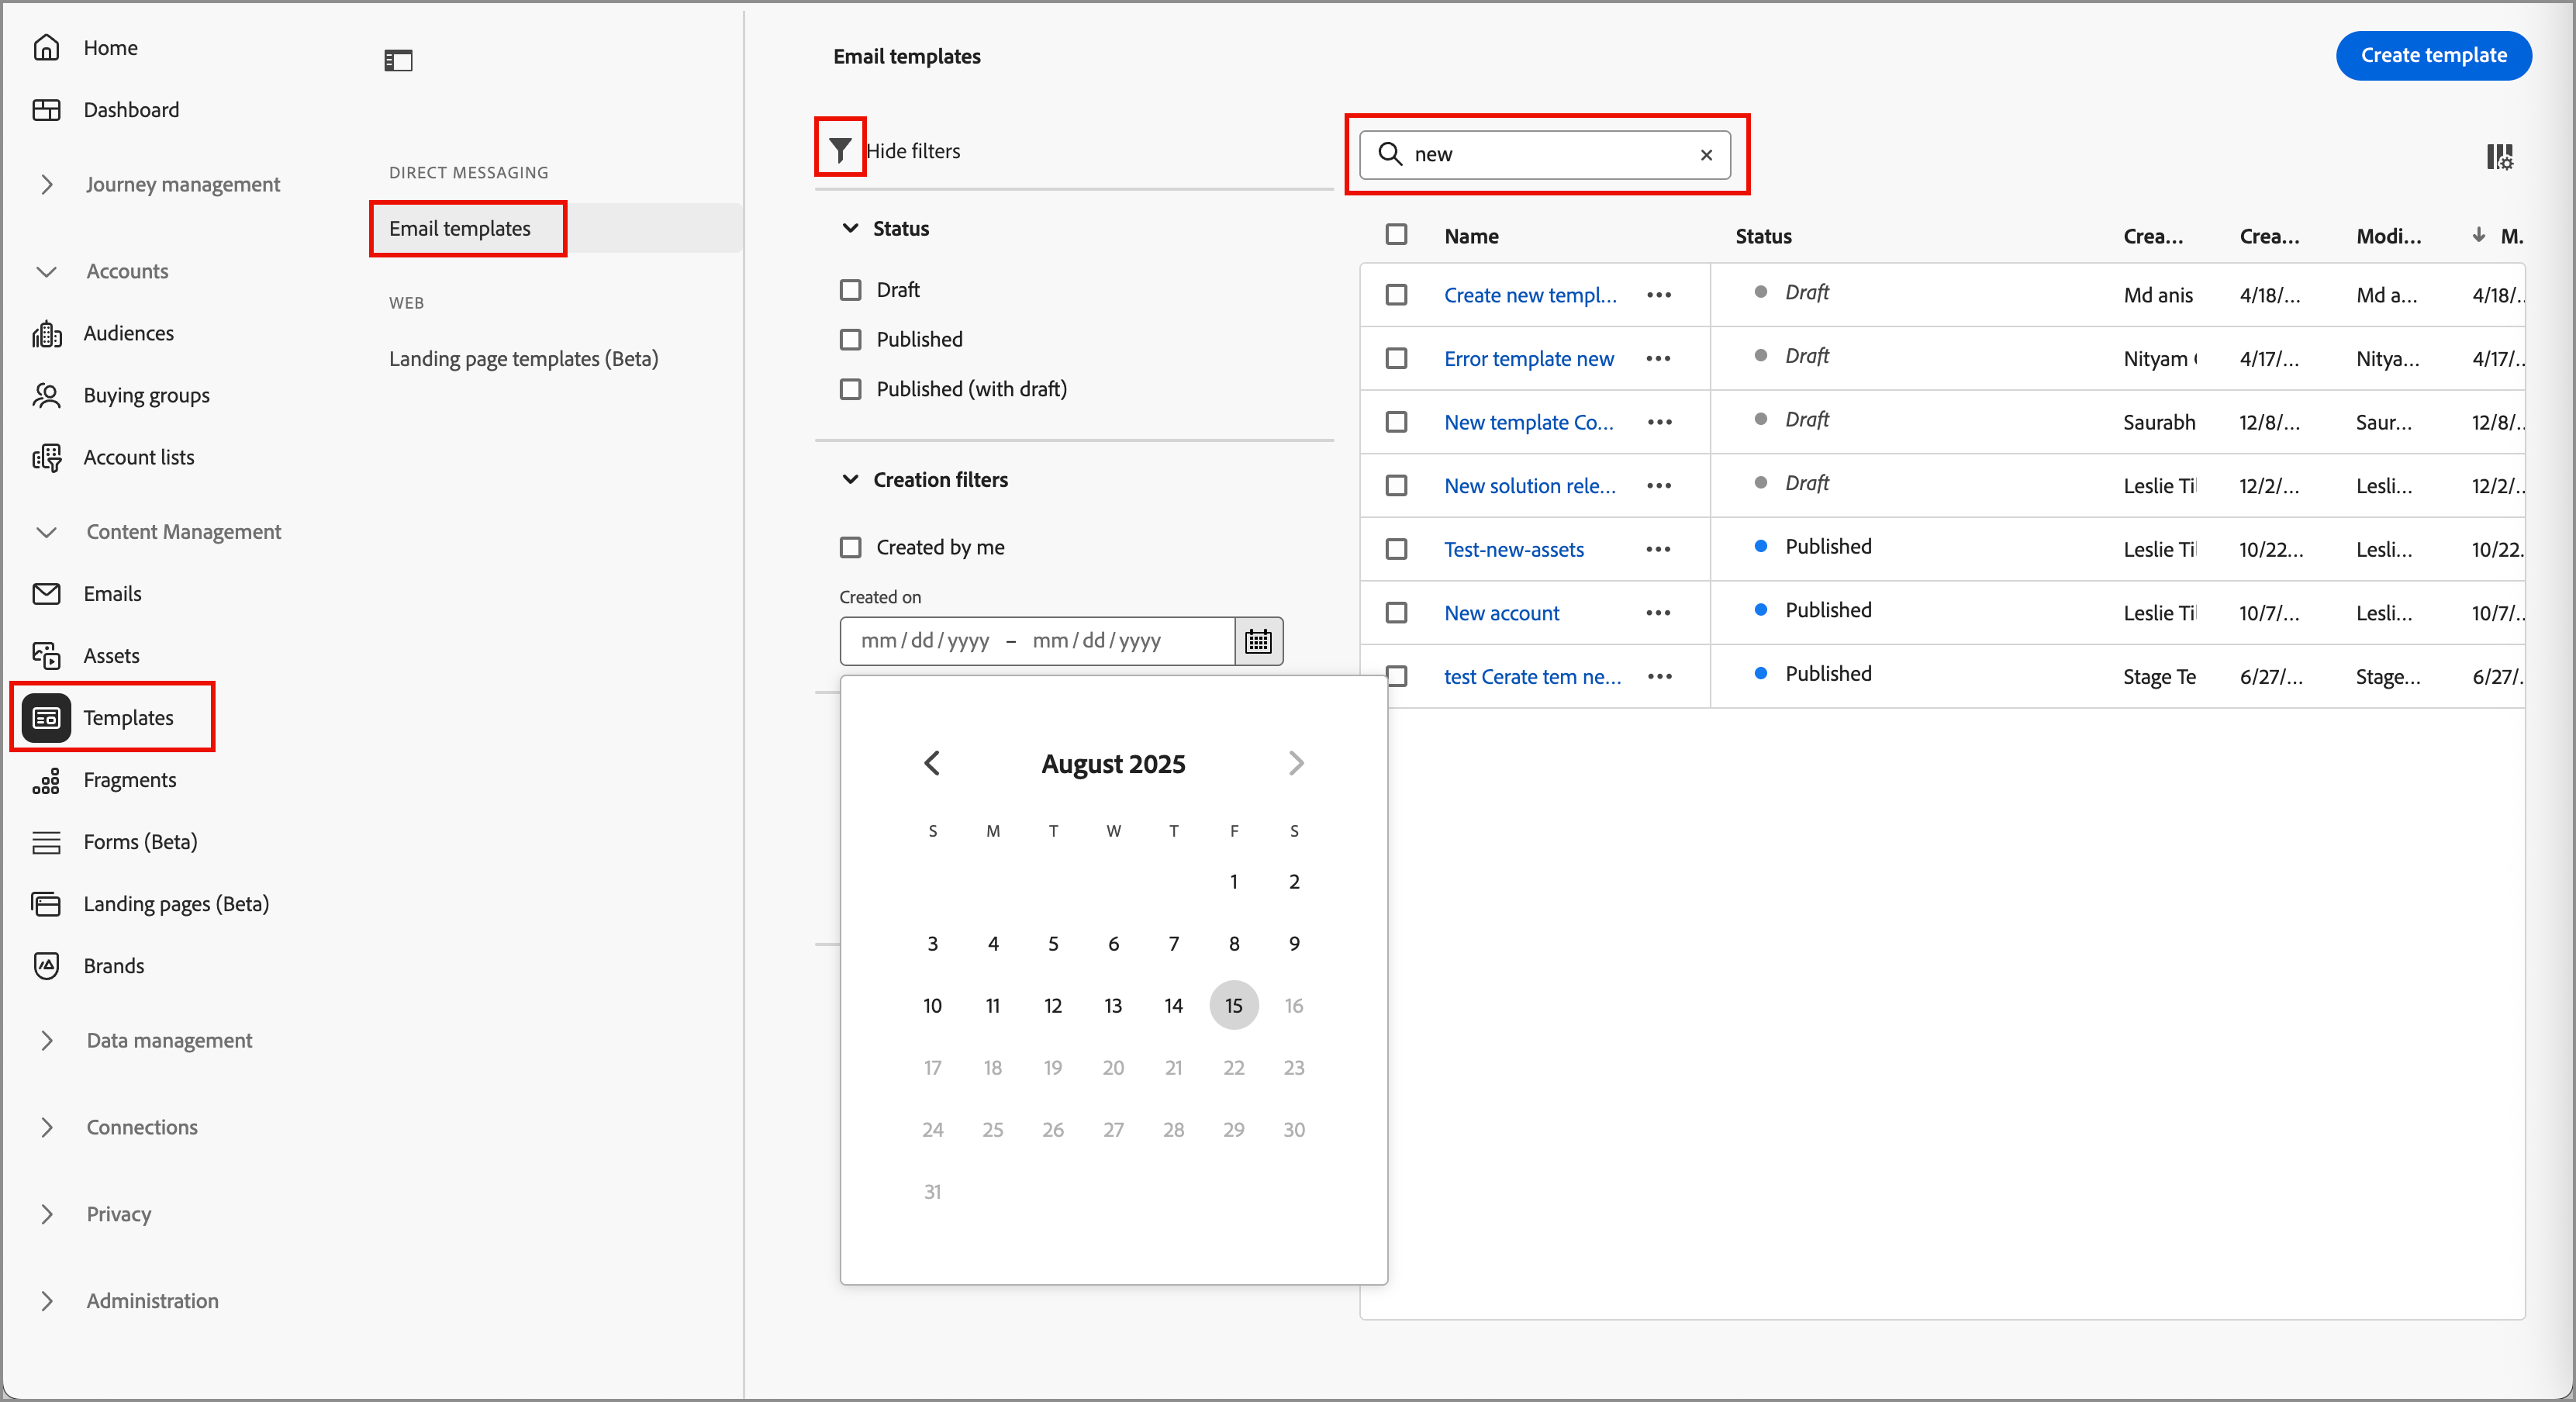 Home
Dashboard
Journey management
Accounts
Audiences
Buying groups
Account lists
Content Management
Emails
Assets
Templates
Fragments
Forms (Beta)
Landing pages (Beta)
Brands
Data management
Connections
Privacy
Administration
DIRECT MESSAGING
Email templates
WEB
Landing page templates (Beta)
Email templates
Create template
Hide filters
new
Status
Draft
Published
Published (with draft)
Creation filters
Created by me
Created on
mm / dd / yyyy – mm / dd / yyyy
August 2025
S M T W T F S
1 2
3 4 5 6 7 8 9
10 11 12 13 14 15 16
17 18 19 20 21 22 23
24 25 26 27 28 29 30
31
Name Status Crea... Crea... Modi... M.
Create new templ... Draft Md anis 4/18/... Md a... 4/18/..
Error template new Draft Nityam 4/17/... Nitya... 4/17/..
New template Co... Draft Saurabh 12/8/... Saur... 12/8/..
New solution rele... Draft Leslie Til 12/2/... Lesli... 12/2/..
Test-new-assets Published Leslie Til 10/22... Lesli... 10/22.
New account Published Leslie Til 10/7/... Lesli... 10/7/..
test Cerate tem ne... Published Stage Te 6/27/... Stage... 6/27/.